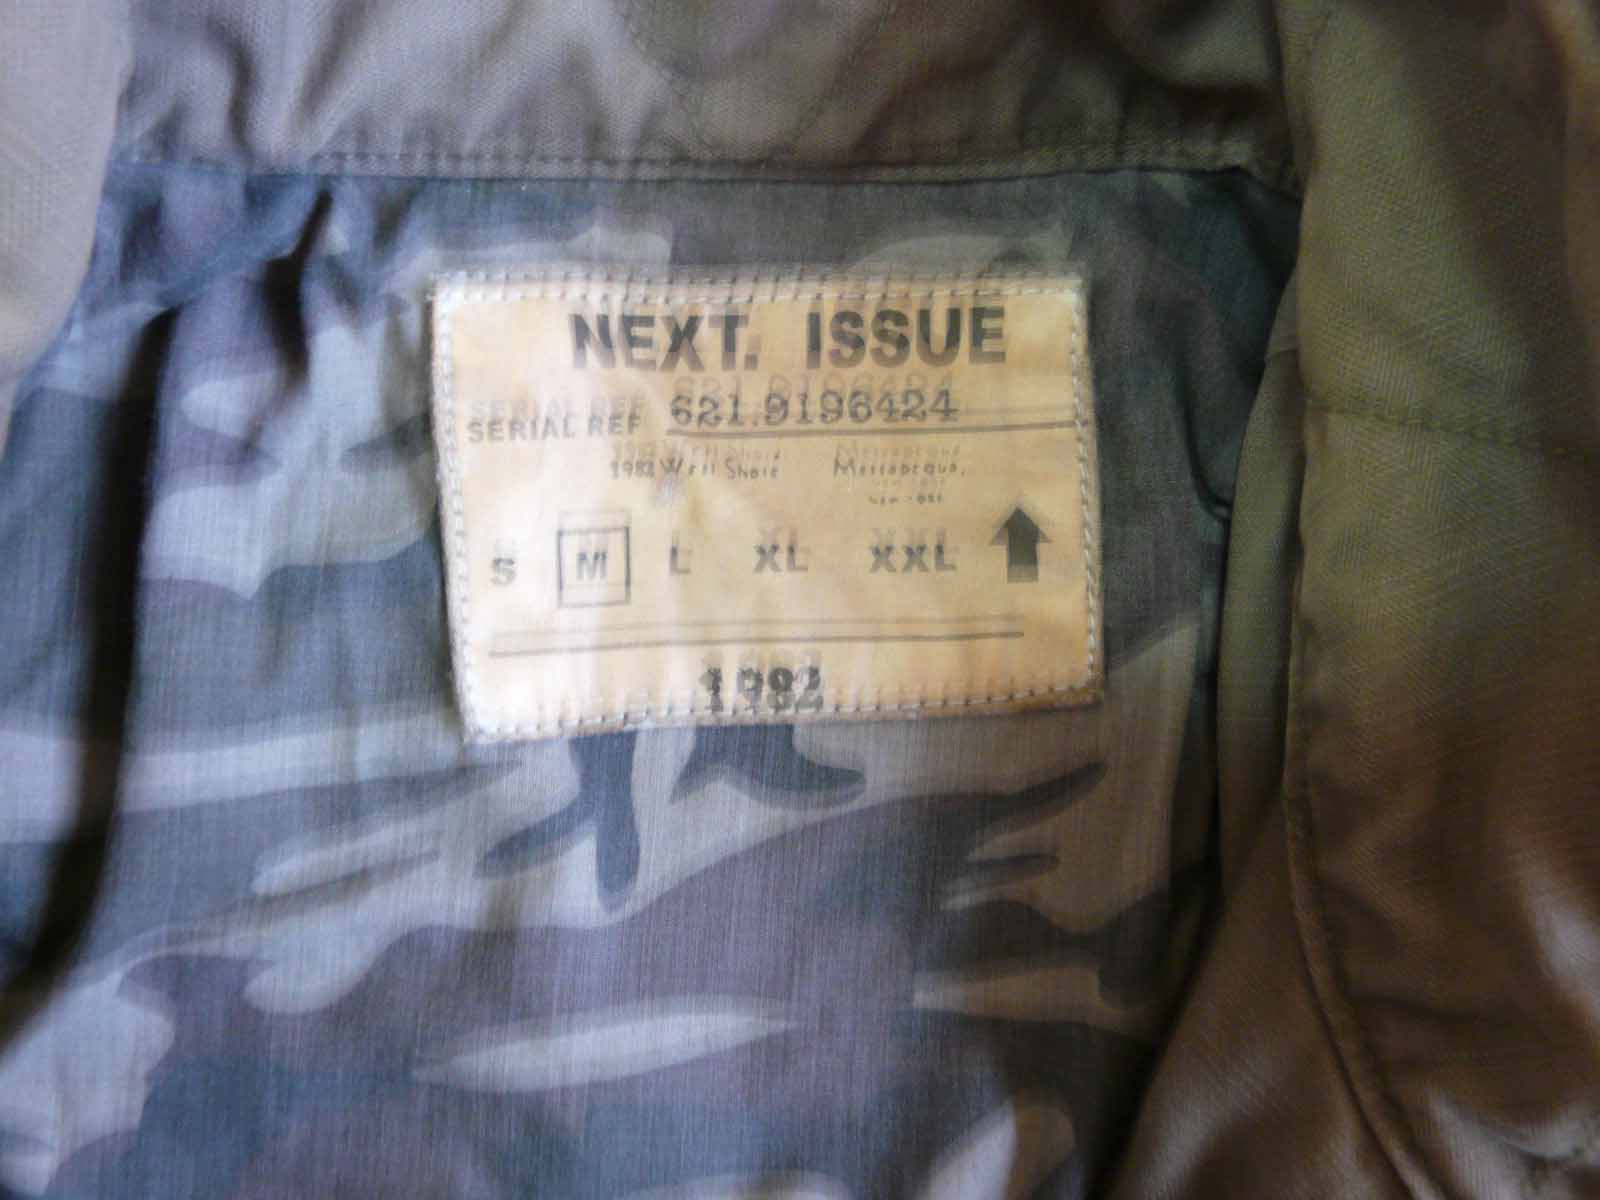 NEXT. ISSUE
SERIAL REF 621.9196424
1982 West Shore
S M L XL XXL
1982